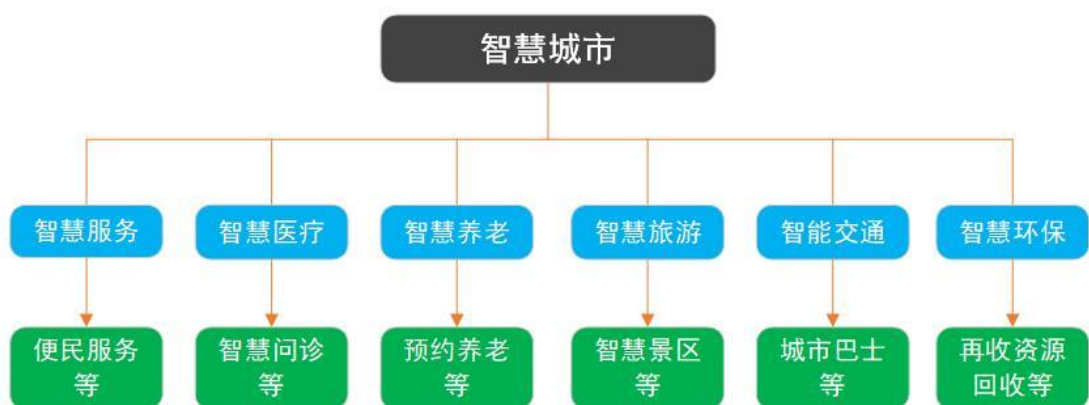 智慧城市
智慧服务
智慧医疗
智慧养老
智慧旅游
智能交通
智慧环保
便民服务
等
智慧问诊
等
预约养老
等
智慧景区
等
城市巴士
等
再收资源
回收等